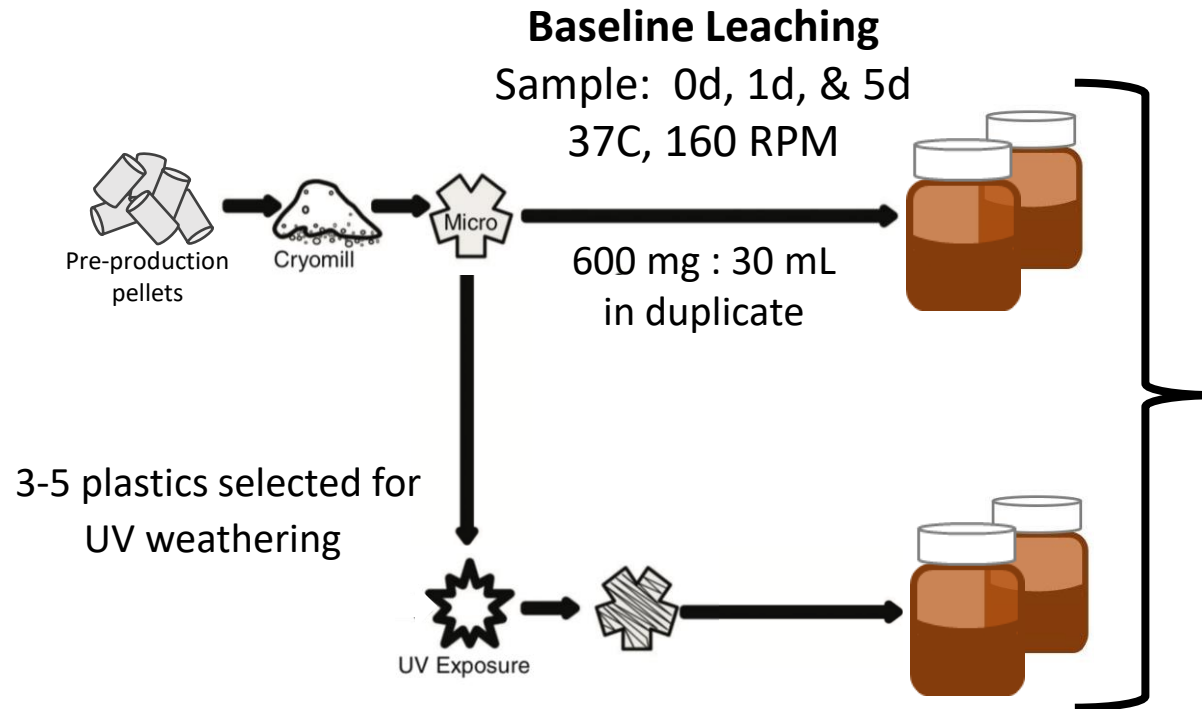 Baseline Leaching
Sample: 0d, 1d, & 5d
37C, 160 RPM
Pre-production
pellets
Cryomill
Micro
600 mg : 30 mL
in duplicate
3-5 plastics selected for
UV weathering
UV Exposure